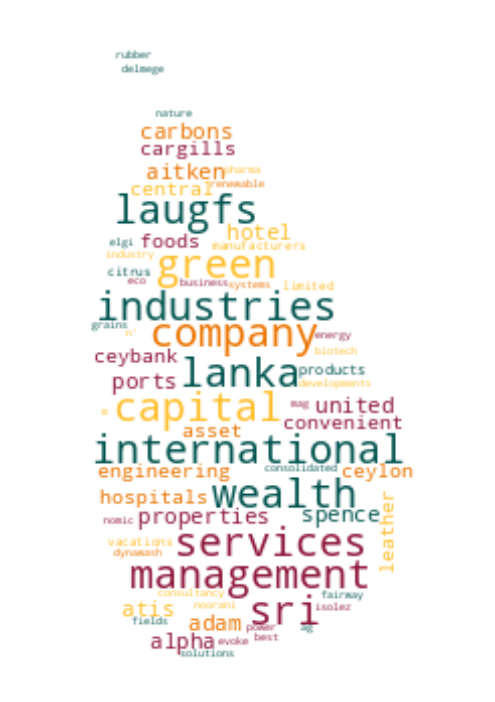 rubber
delmege
nature
carbons
cargills
aitken pharma
central renewable
laugfs
hotel
elgi foods manufacturers
industry green
citrus
eco business systems limited
industries
grains company energy
n'
ceybank biotech
lanka products
ports developments
capital mag united
convenient
asset
international
engineering consolidated ceylon
hospitals wealth
nomic properties spence
leather
vacations services
dynawash
management
consultancy fairway
atis noorani sri isolez
fields adam power ag
alpha evoke best
solutions